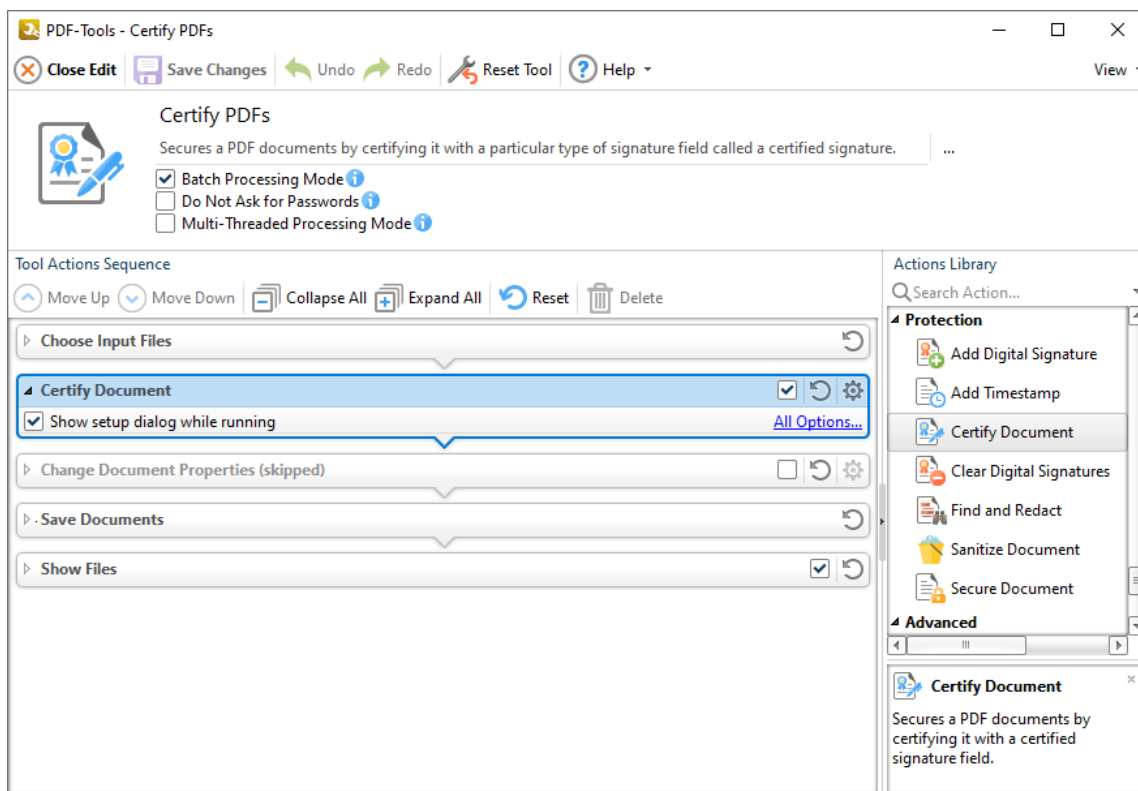 PDF-Tools - Certify PDFs
Close Edit Save Changes Undo Redo Reset Tool Help View
Certify PDFs
Secures a PDF documents by certifying it with a particular type of signature field called a certified signature. ...
Batch Processing Mode
Do Not Ask for Passwords
Multi-Threaded Processing Mode
Tool Actions Sequence
Move Up Move Down Collapse All Expand All Reset Delete
Choose Input Files
Certify Document
Show setup dialog while running All Options...
Change Document Properties (skipped)
Save Documents
Show Files
Actions Library
Search Action...
Protection
Add Digital Signature
Add Timestamp
Certify Document
Clear Digital Signatures
Find and Redact
Sanitize Document
Secure Document
Advanced
Certify Document
Secures a PDF documents by
certifying it with a certified
signature field.